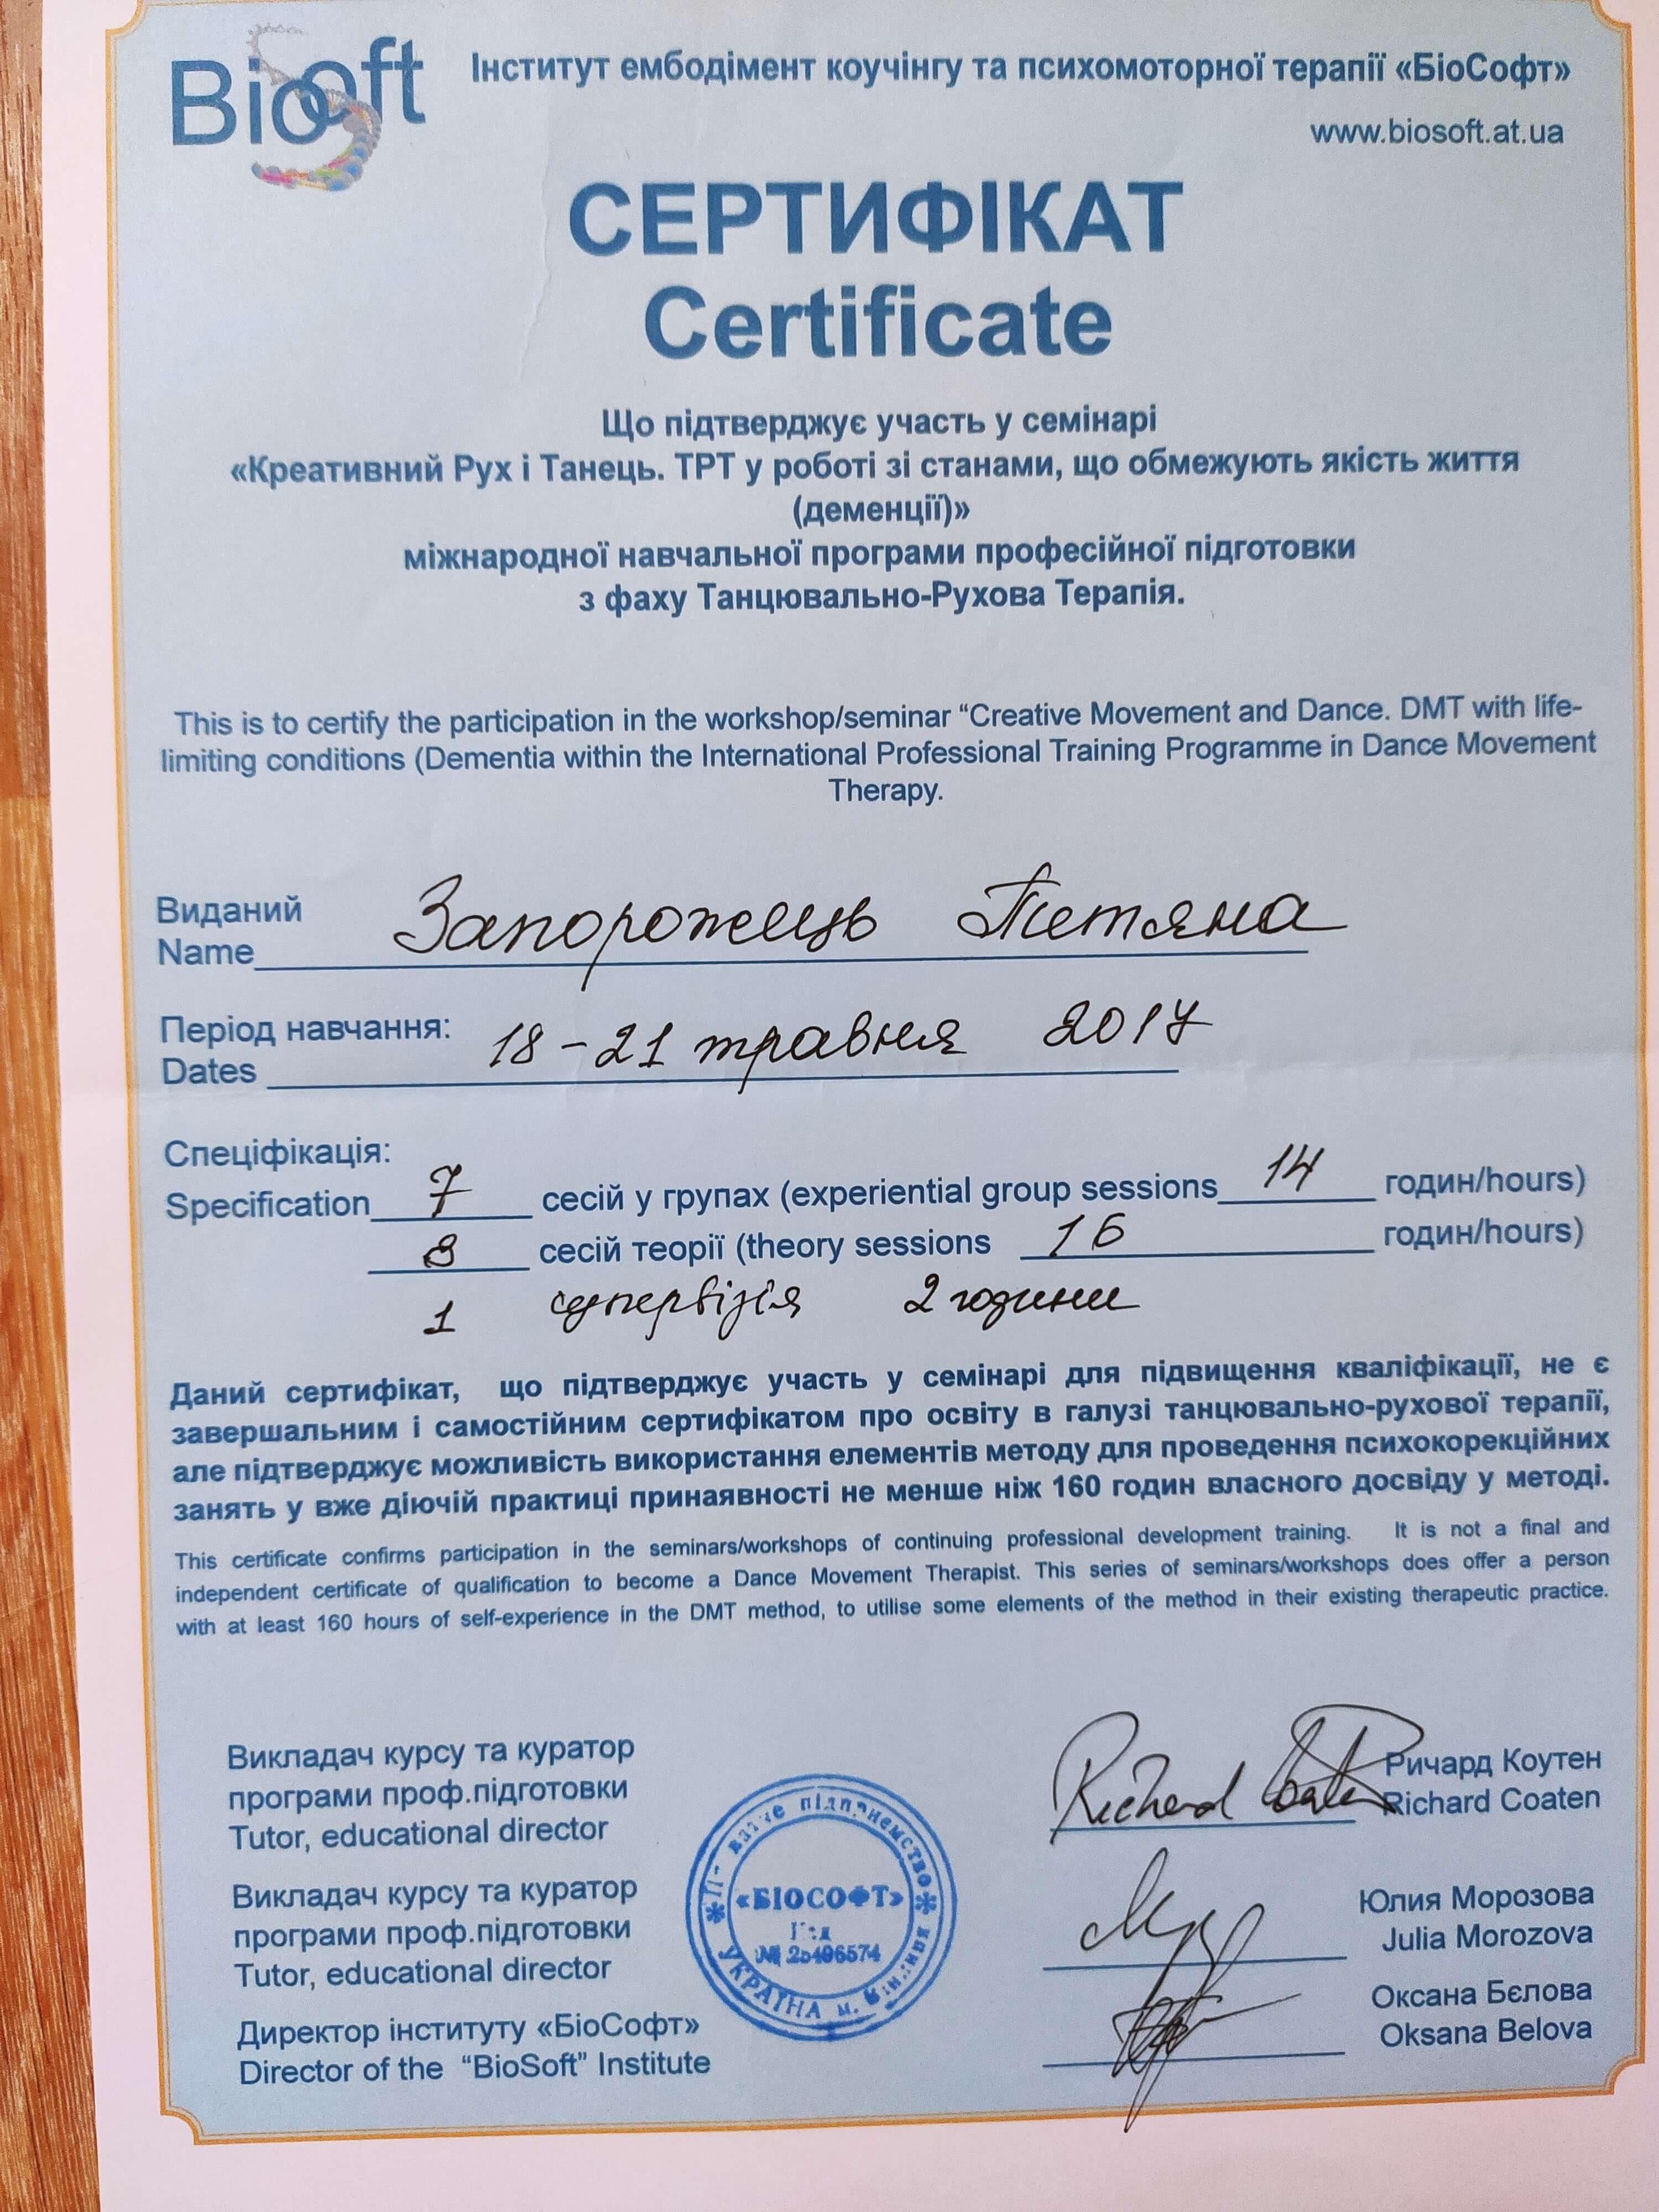 BioSoft
Інститут ембодімент коучінгу та психомоторної терапії «БіоСофт»
www.biosoft.at.ua
СЕРТИФІКАТ
Certificate
Що підтверджує участь у семінарі
«Креативний Рух і Танець. ТРТ у роботі зі станами, що обмежують якість життя
(деменції)»
міжнародної навчальної програми професійної підготовки
з фаху Танцювально-Рухова Терапія.
This is to certify the participation in the workshop/seminar “Creative Movement and Dance. DMT with life-
limiting conditions (Dementia within the International Professional Training Programme in Dance Movement
Therapy.
Виданий
Name Запорожець Тетяна
Період навчання:
Dates 18-21 травня 2017
Спеціфікація:
Specification 7 сесій у групах (experiential group sessions 14 годин/hours)
8 сесій теорії (theory sessions 16 годин/hours)
1 супервізія 2 години
Даний сертифікат, що підтверджує участь у семінарі для підвищення кваліфікації, не є
завершальним і самостійним сертифікатом про освіту в галузі танцювально-рухової терапії,
але підтверджує можливість використання елементів методу для проведення психокорекційних
занять у вже діючій практиці принаявності не менше ніж 160 годин власного досвіду у методі.
This certificate confirms participation in the seminars/workshops of continuing professional development training. It is not a final and
independent certificate of qualification to become a Dance Movement Therapist. This series of seminars/workshops does offer a person
with at least 160 hours of self-experience in the DMT method, to utilise some elements of the method in their existing therapeutic practice.
Викладач курсу та куратор
програми проф.підготовки
Tutor, educational director
Richard Coaten
Ричард Коутен
Richard Coaten
Викладач курсу та куратор
програми проф.підготовки
Tutor, educational director
Юлия Морозова
Julia Morozova
Директор інституту «БіоСофт»
Director of the “BioSoft” Institute
Оксана Бєлова
Oksana Belova
підприємство
«БІОСОФТ»
Код
УКРАЇНА м.